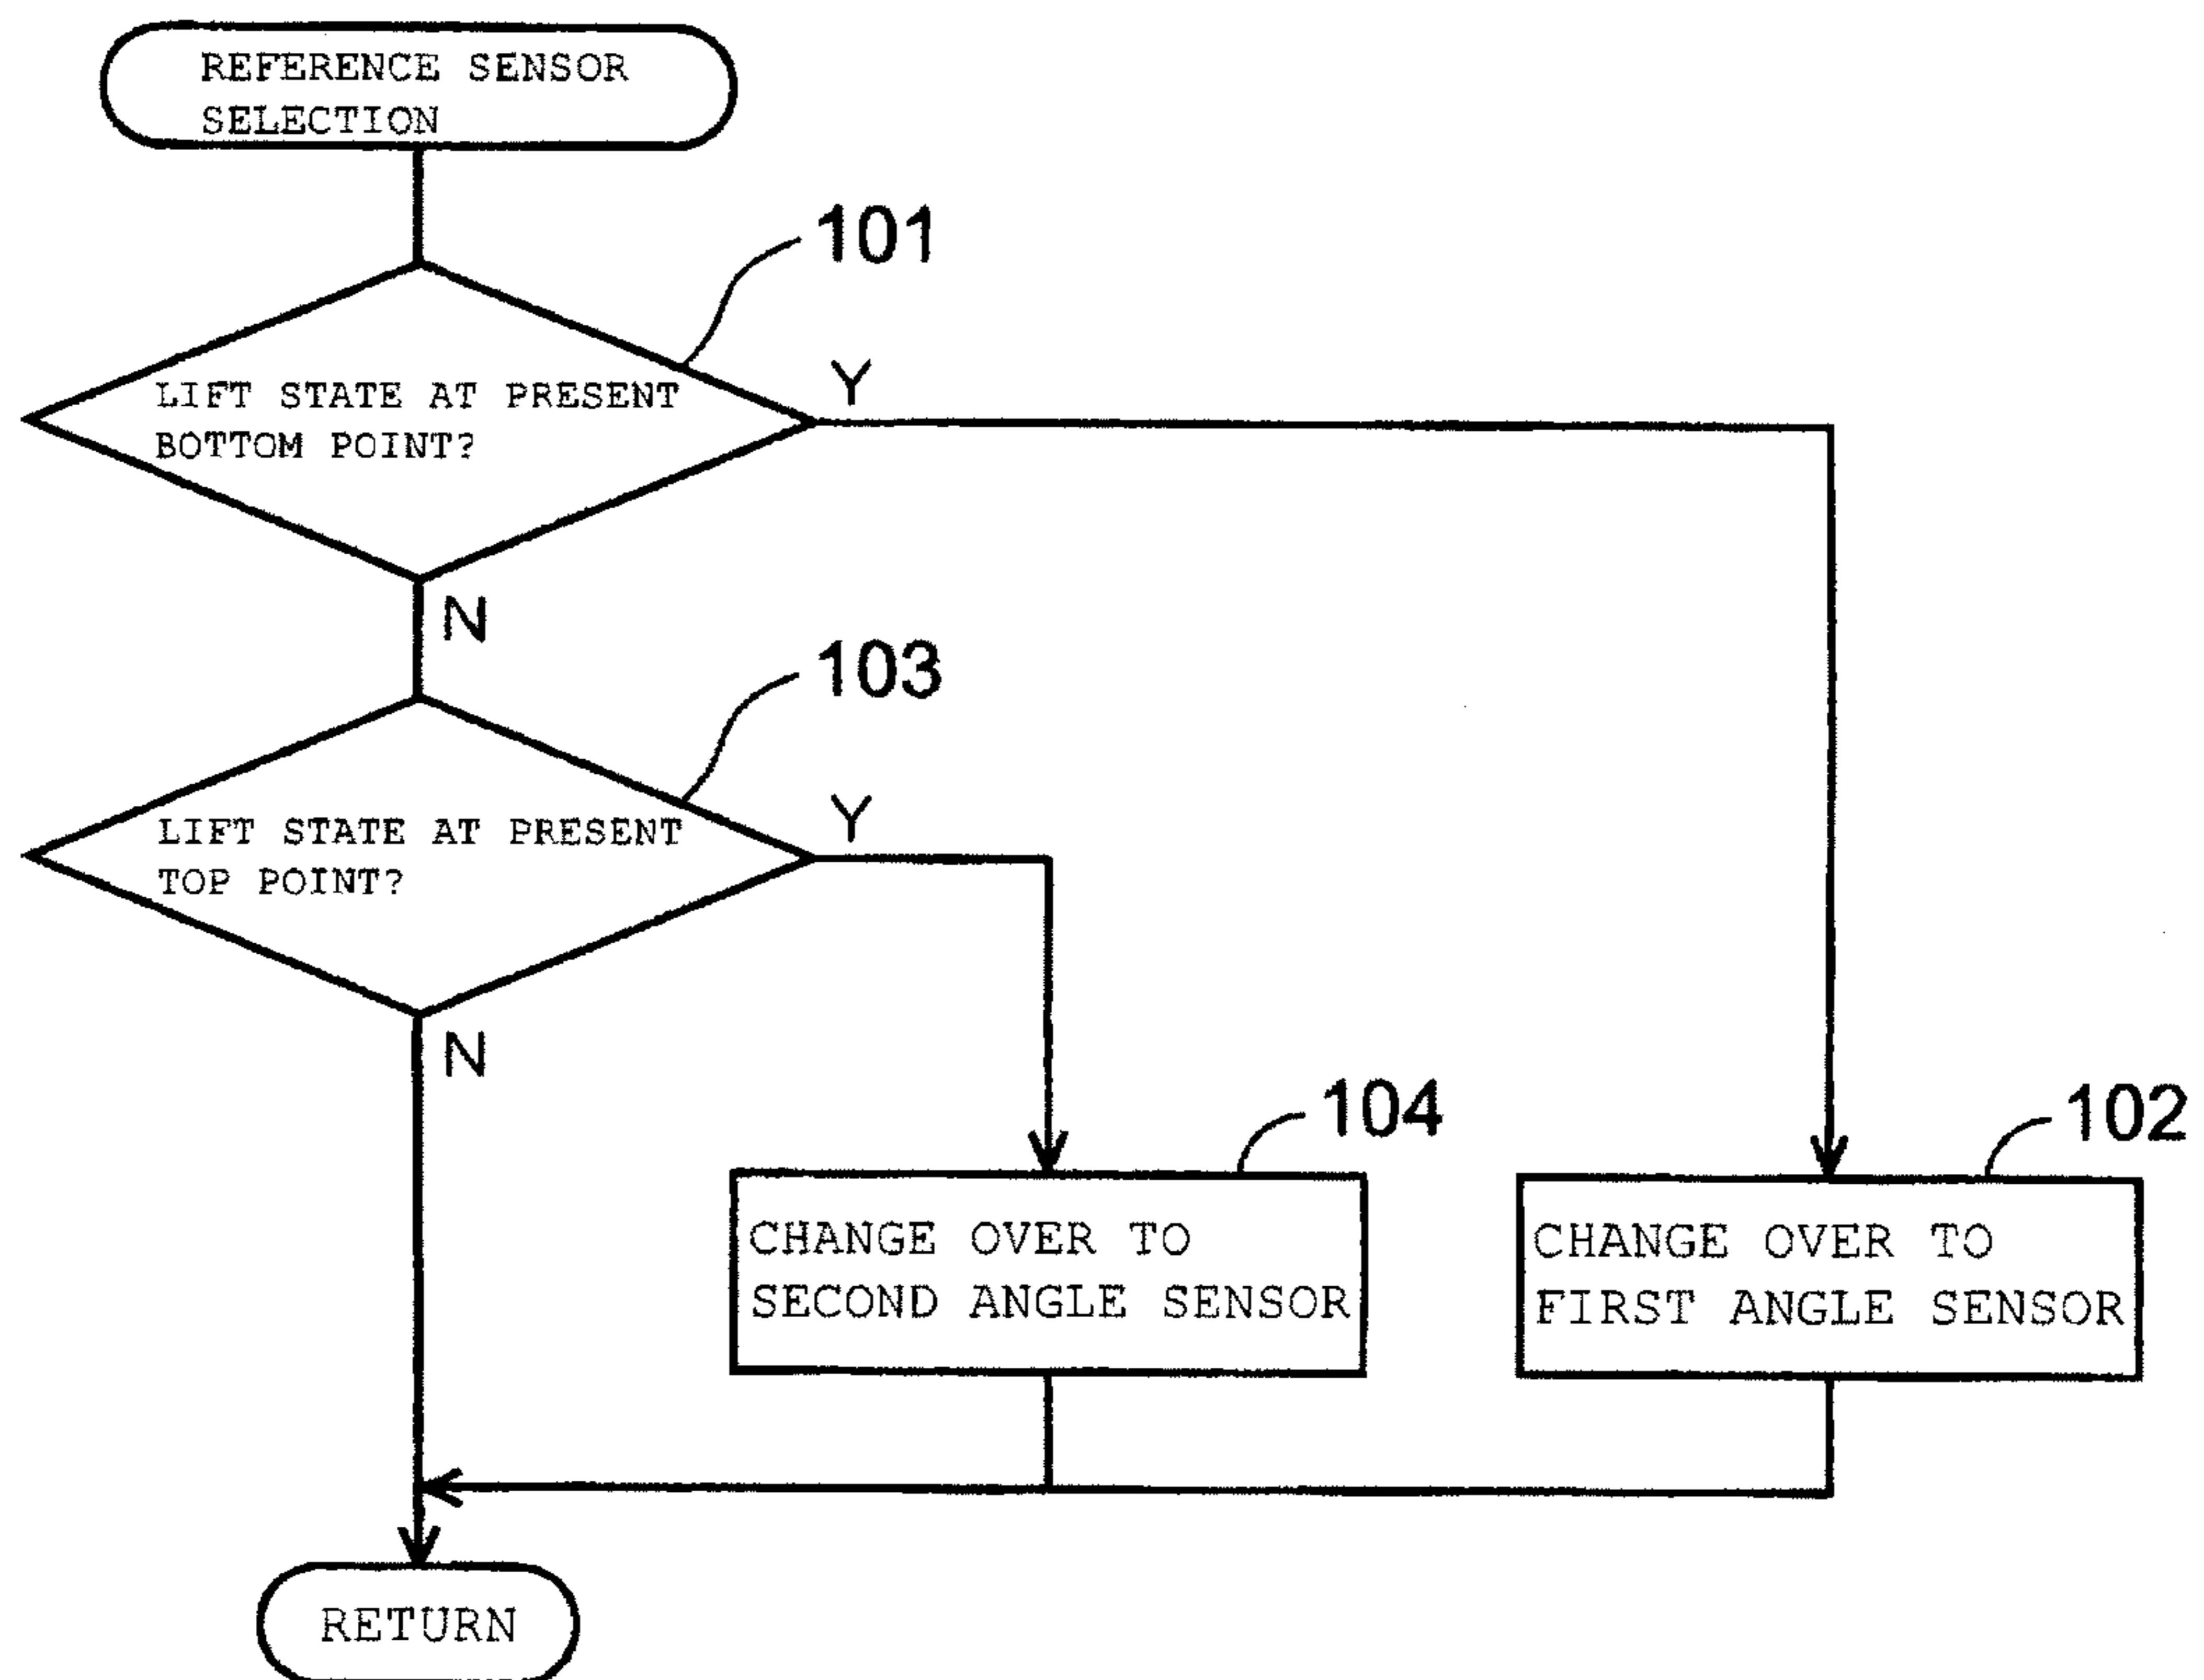 REFERENCE SENSOR
SELECTION
101
LIFT STATE AT PRESENT
BOTTOM POINT?
Y
N
103
LIFT STATE AT PRESENT
TOP POINT?
Y
N
104
CHANGE OVER TO
SECOND ANGLE SENSOR
102
CHANGE OVER TO
FIRST ANGLE SENSOR
RETURN